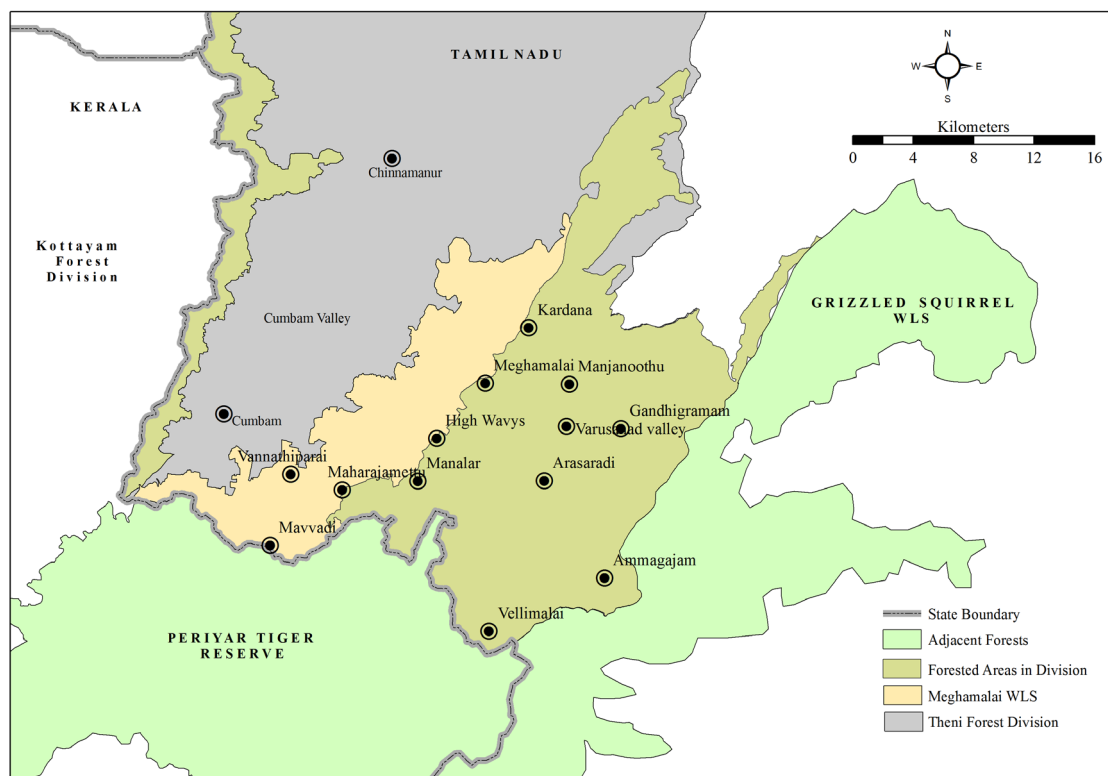 TAMIL NADU
N
W E
S
KERALA
Kilometers
0 4 8 12 16
Chinnamanur
Kottayam
Forest
Division
GRIZZLED SQUIRREL
WLS
Kardana
Cumbam Valley
Meghamalai
Manjanoothu
Gandhigramam
Cumbam
High Wavys
Varushnad valley
Vannathiparai
Maharajamettu
Manalar
Arasaradi
Mavvadi
Ammagajam
Vellimalai
PERIYAR TIGER
RESERVE
State Boundary
Adjacent Forests
Forested Areas in Division
Meghamalai WLS
Theni Forest Division